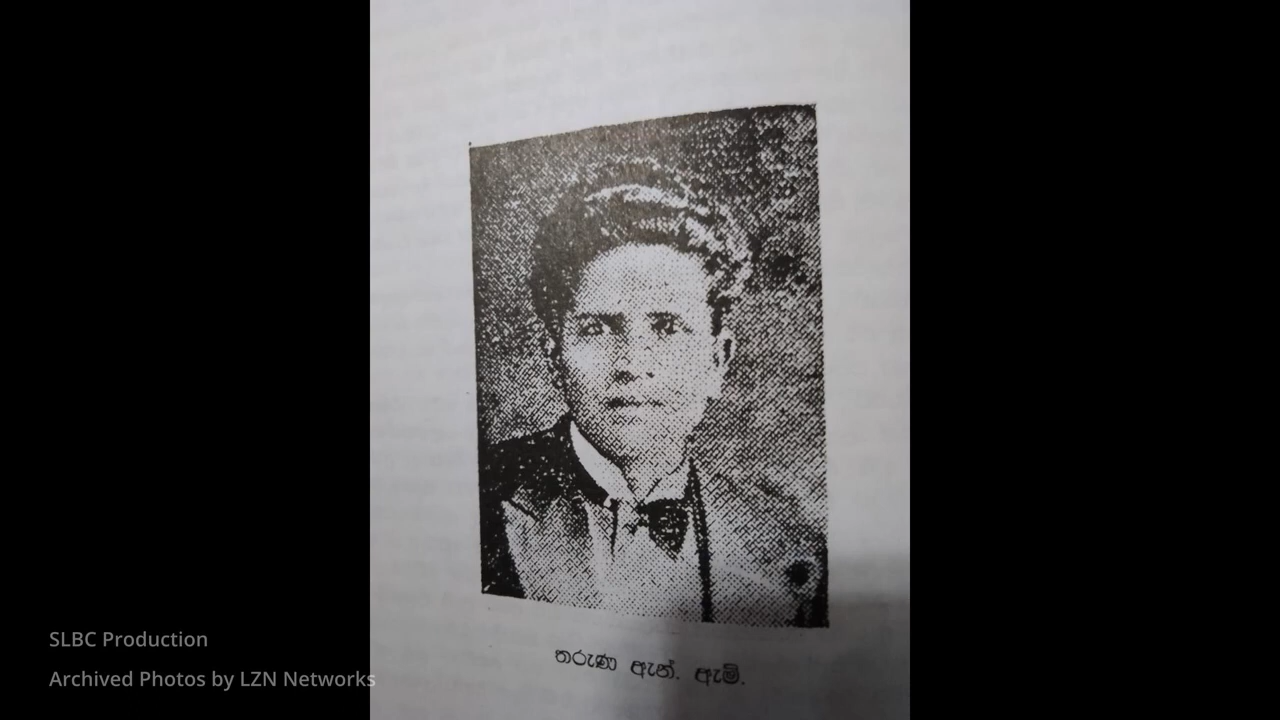 SLBC Production
Archived Photos by LZN Networks
තරුණ ඇන්. ඇම්.